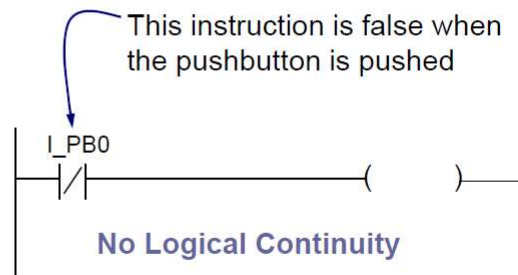 This instruction is false when
the pushbutton is pushed
I_PB0
No Logical Continuity